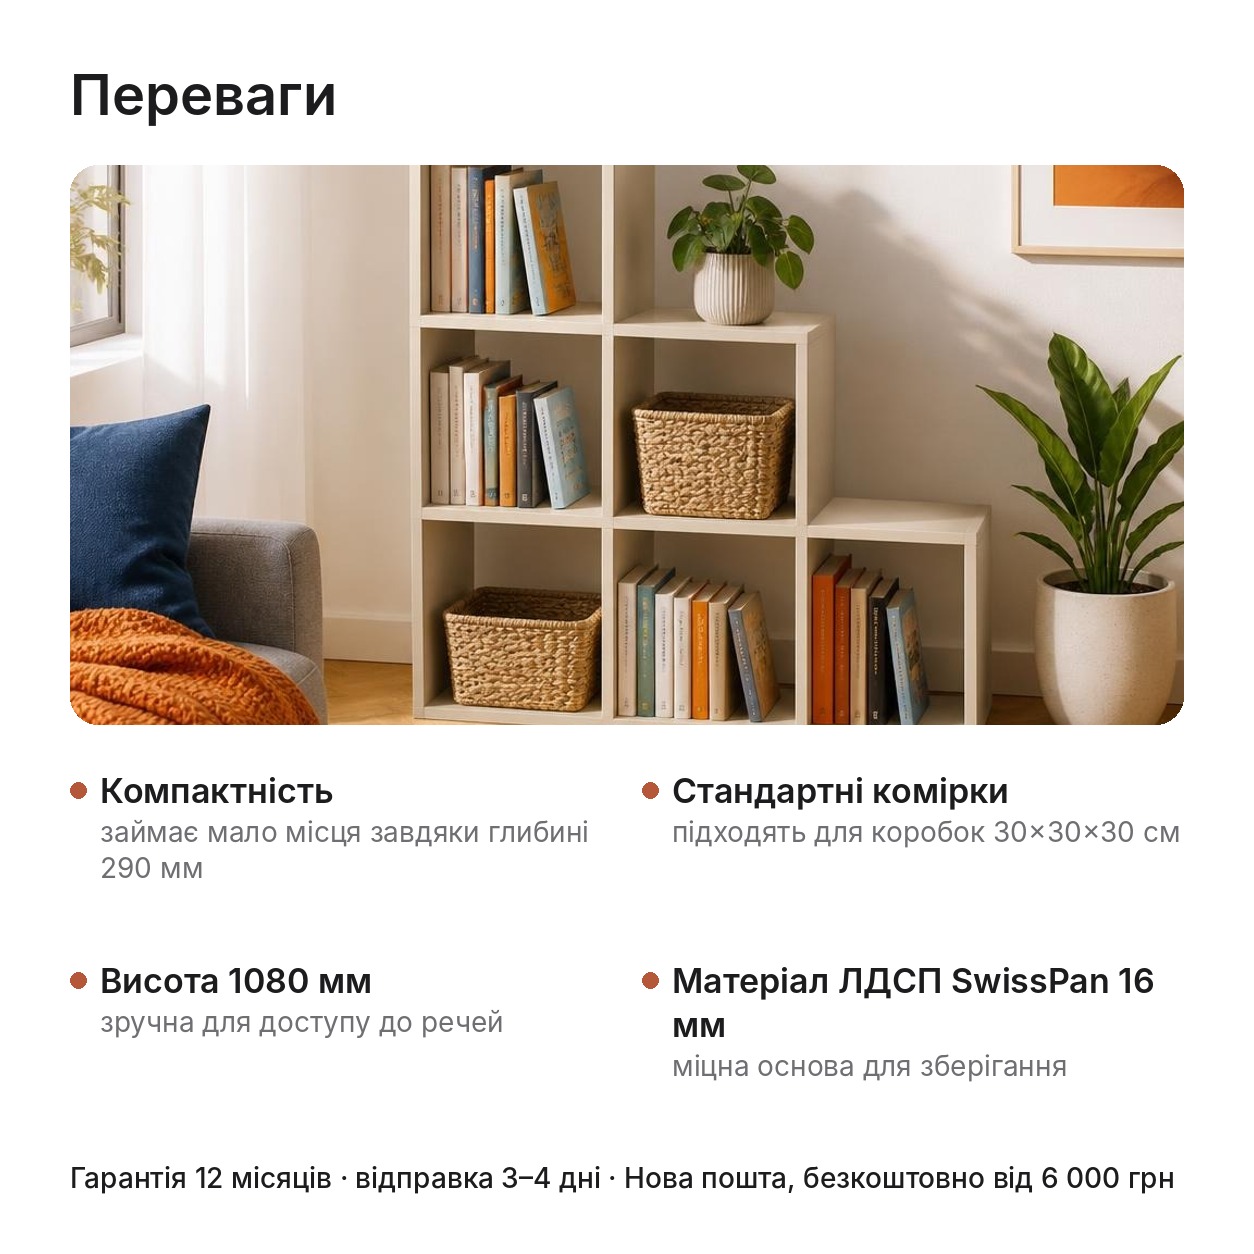 Переваги
Компактність
займає мало місця завдяки глибині
290 мм
Стандартні комірки
підходять для коробок 30×30×30 см
Висота 1080 мм
зручна для доступу до речей
Матеріал ЛДСП SwissPan 16
мм
міцна основа для зберігання
Гарантія 12 місяців · відправка 3–4 дні · Нова пошта, безкоштовно від 6 000 грн